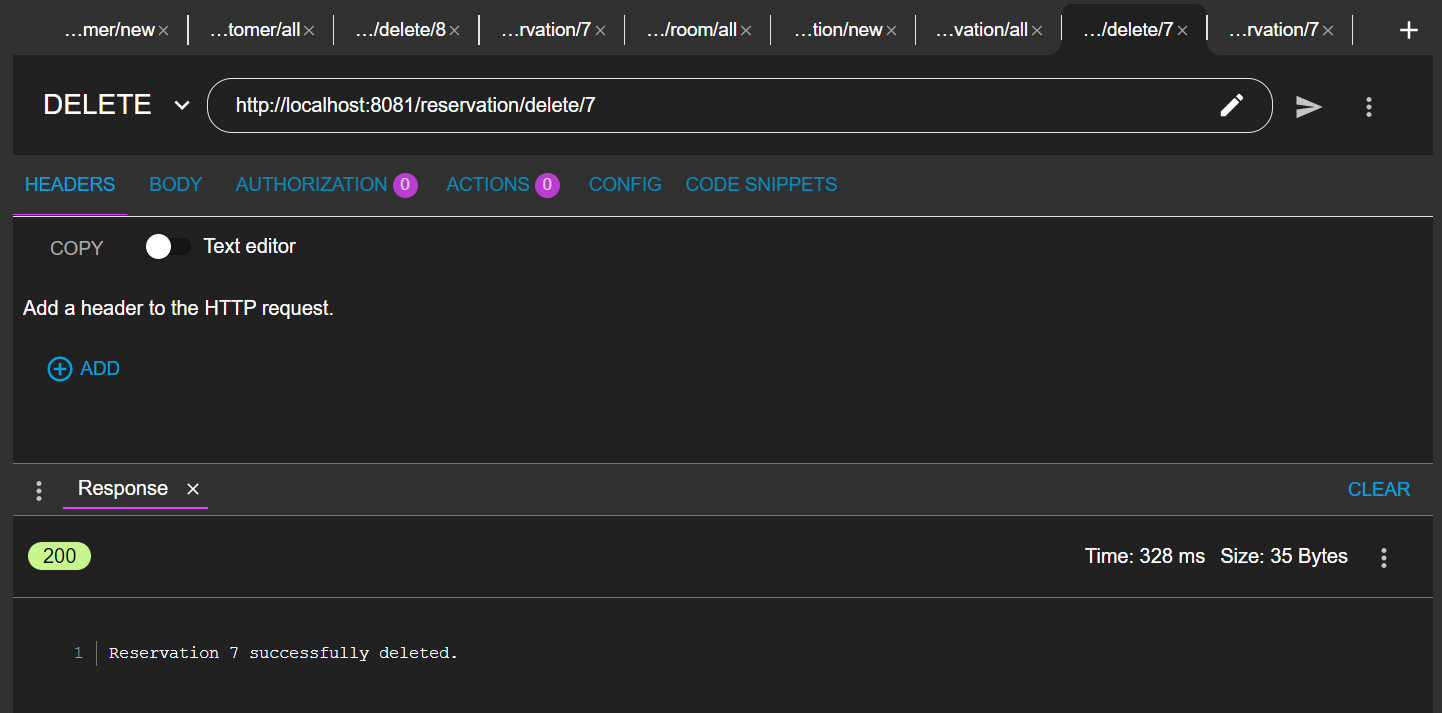 ...mer/new× ...tomer/all× .../delete/8× ...rvation/7× .../room/all× ...tion/new× ...vation/all× .../delete/7× ...rvation/7× +
DELETE http://localhost:8081/reservation/delete/7
HEADERS BODY AUTHORIZATION 0 ACTIONS 0 CONFIG CODE SNIPPETS
COPY Text editor
Add a header to the HTTP request.
ADD
Response × CLEAR
200 Time: 328 ms Size: 35 Bytes
1 Reservation 7 successfully deleted.